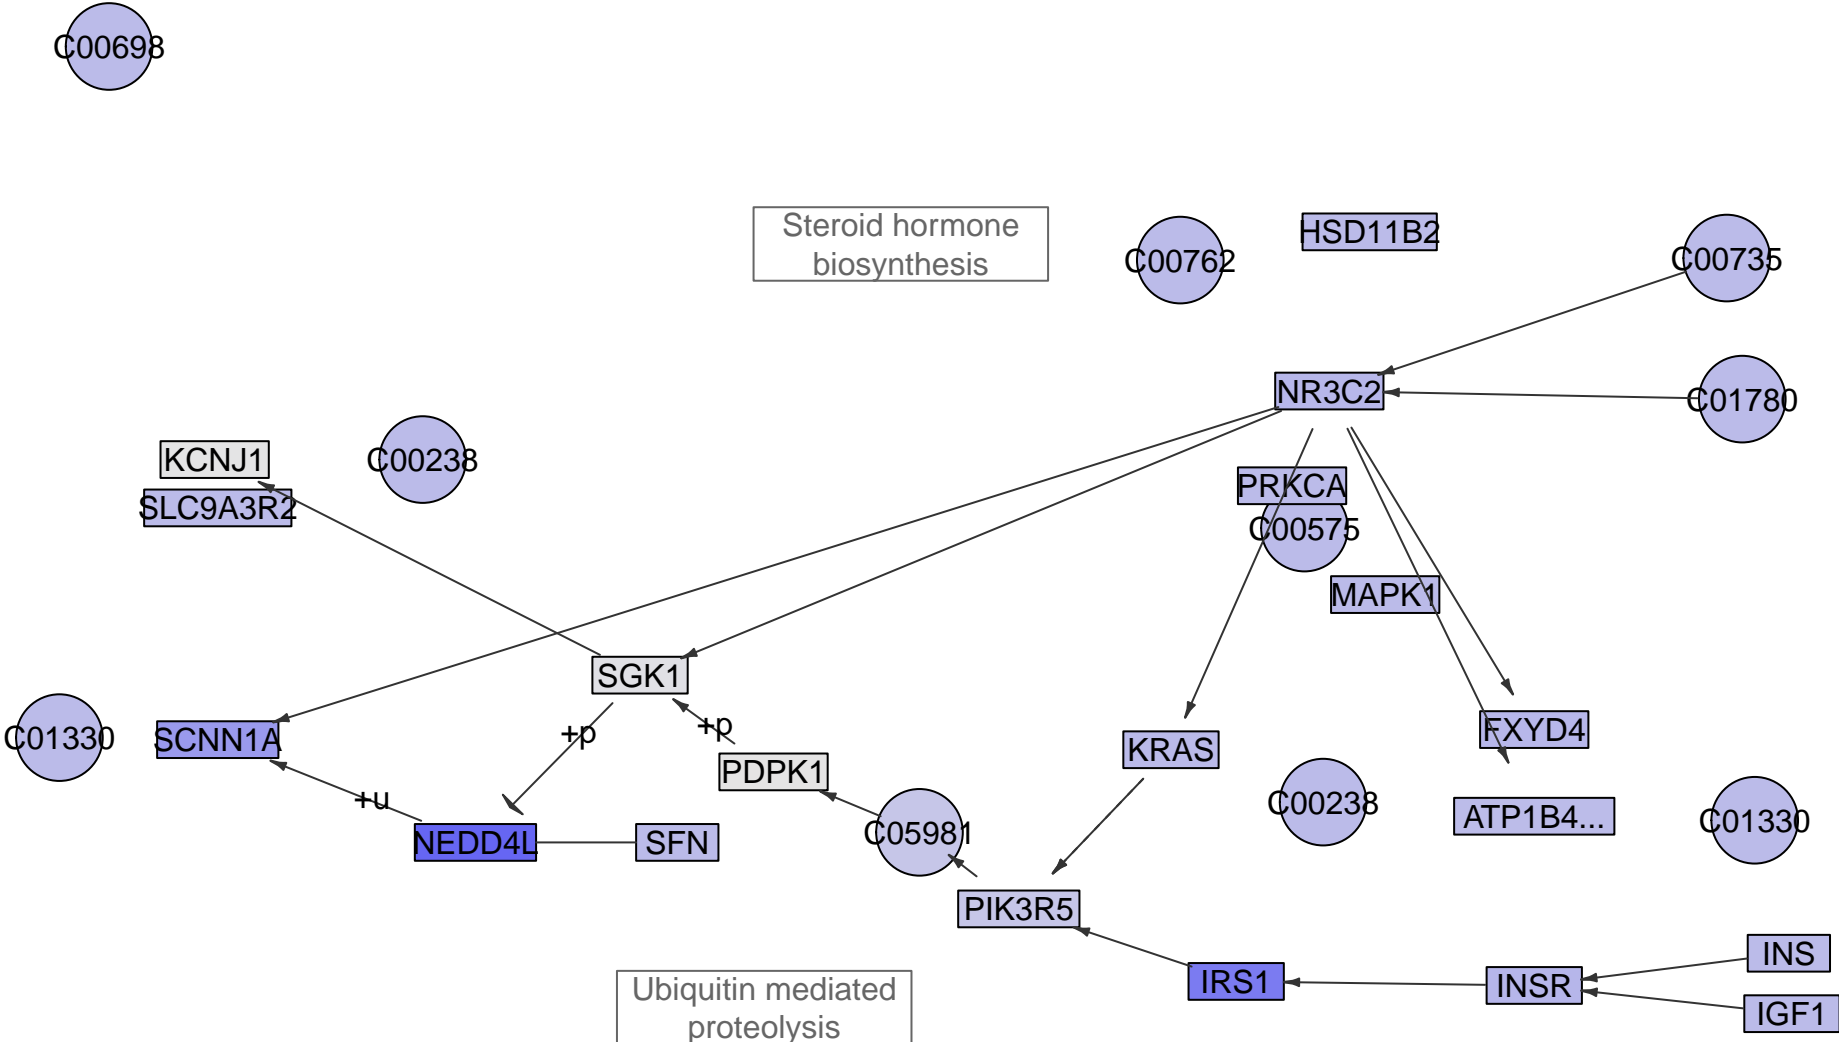 C00698
Steroid hormone
biosynthesis
C00762
HSD11B2
C00735
NR3C2
C01780
KCNJ1
C00238
SLC9A3R2
PRKCA
C00575
MAPK1
SGK1
C01330
SCNN1A
+p
+p
FXYD4
KRAS
PDPK1
+u
C00238
ATP1B4...
C01330
NEDD4L
SFN
C05981
PIK3R5
INS
IRS1
INSR
Ubiquitin mediated
proteolysis
IGF1